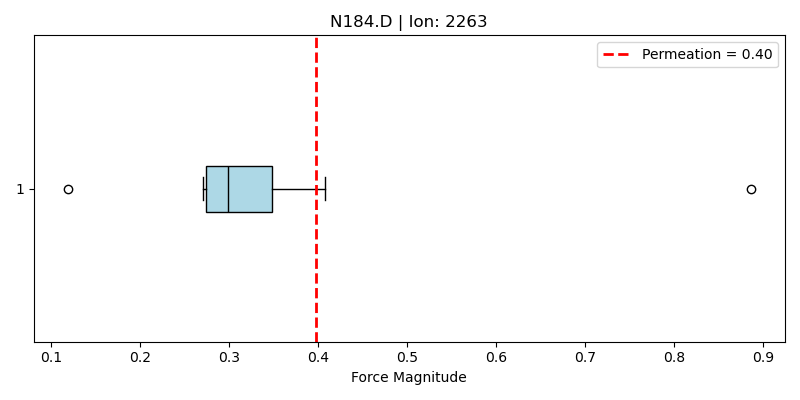 N184.D | Ion: 2263
Permeation = 0.40
1
0.1 0.2 0.3 0.4 0.5 0.6 0.7 0.8 0.9
Force Magnitude